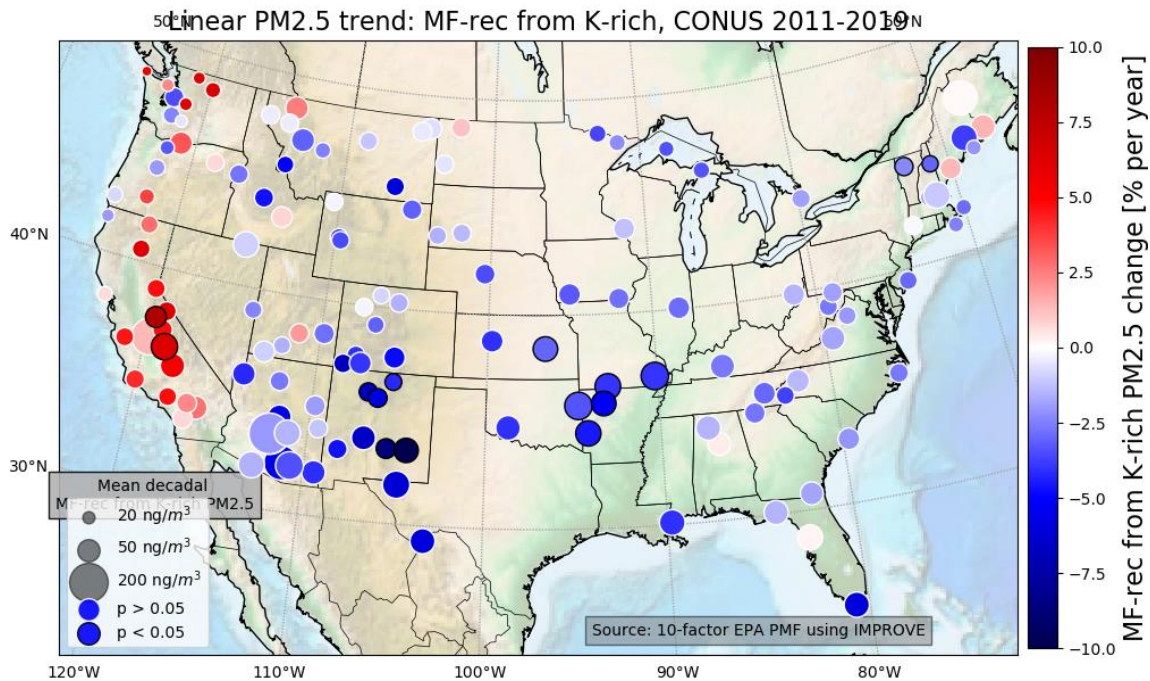 Linear PM2.5 trend: MF-rec from K-rich, CONUS 2011-2019
50°N
50°N
40°N
30°N
120°W
110°W
100°W
90°W
80°W
Mean decadal
MF-rec from K-rich PM2.5
20 ng/m³
50 ng/m³
200 ng/m³
p > 0.05
p < 0.05
Source: 10-factor EPA PMF using IMPROVE
10.0
7.5
5.0
2.5
0.0
−2.5
−5.0
−7.5
−10.0
MF-rec from K-rich PM2.5 change [% per year]